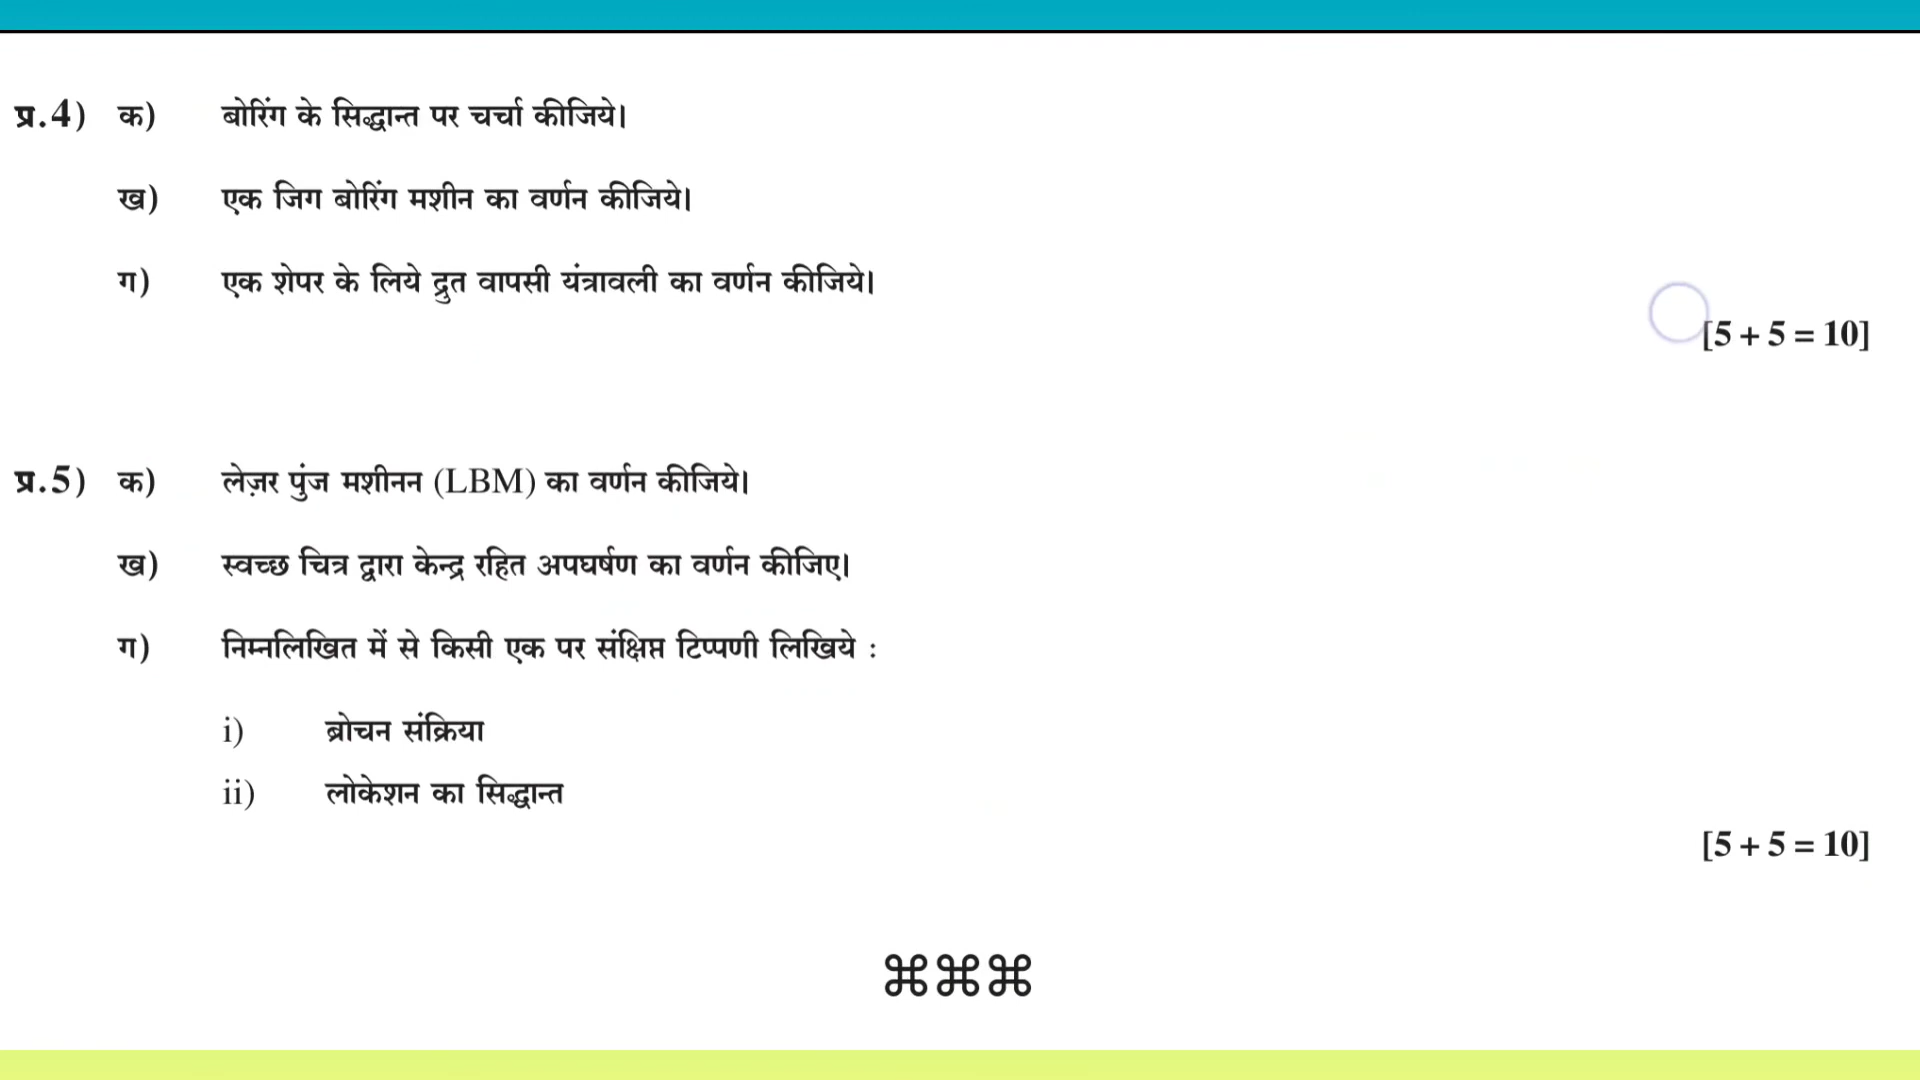 प्र.4) क) बोरिंग के सिद्धान्त पर चर्चा कीजिये।
ख) एक जिग बोरिंग मशीन का वर्णन कीजिये।
ग) एक शेपर के लिये द्रुत वापसी यंत्रावली का वर्णन कीजिये।
[5 + 5 = 10]
प्र.5) क) लेज़र पुंज मशीनन (LBM) का वर्णन कीजिये।
ख) स्वच्छ चित्र द्वारा केन्द्र रहित अपघर्षण का वर्णन कीजिए।
ग) निम्नलिखित में से किसी एक पर संक्षिप्त टिप्पणी लिखिये :
i) ब्रोचन संक्रिया
ii) लोकेशन का सिद्धान्त
[5 + 5 = 10]
⌘⌘⌘